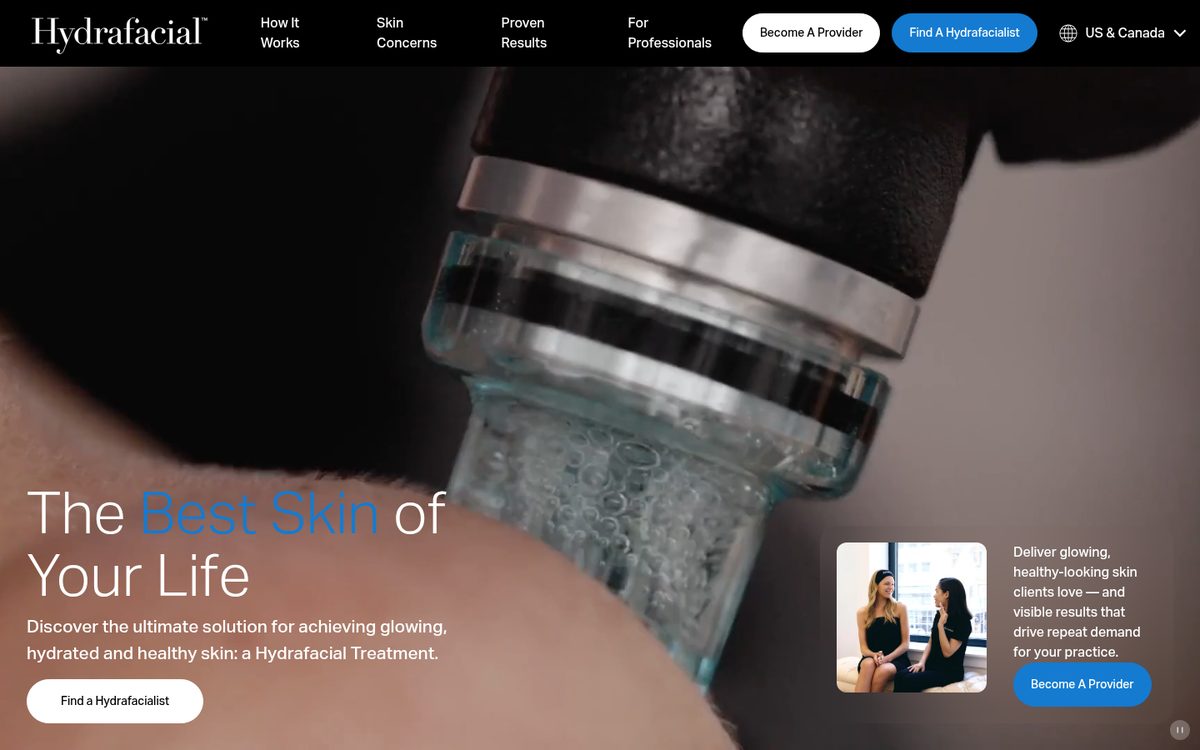 Hydrafacial™
How It
Works
Skin
Concerns
Proven
Results
For
Professionals
Become A Provider
Find A Hydrafacialist
US & Canada
The Best Skin of
Your Life
Discover the ultimate solution for achieving glowing,
hydrated and healthy skin: a Hydrafacial Treatment.
Find a Hydrafacialist
Deliver glowing,
healthy-looking skin
clients love — and
visible results that
drive repeat demand
for your practice.
Become A Provider